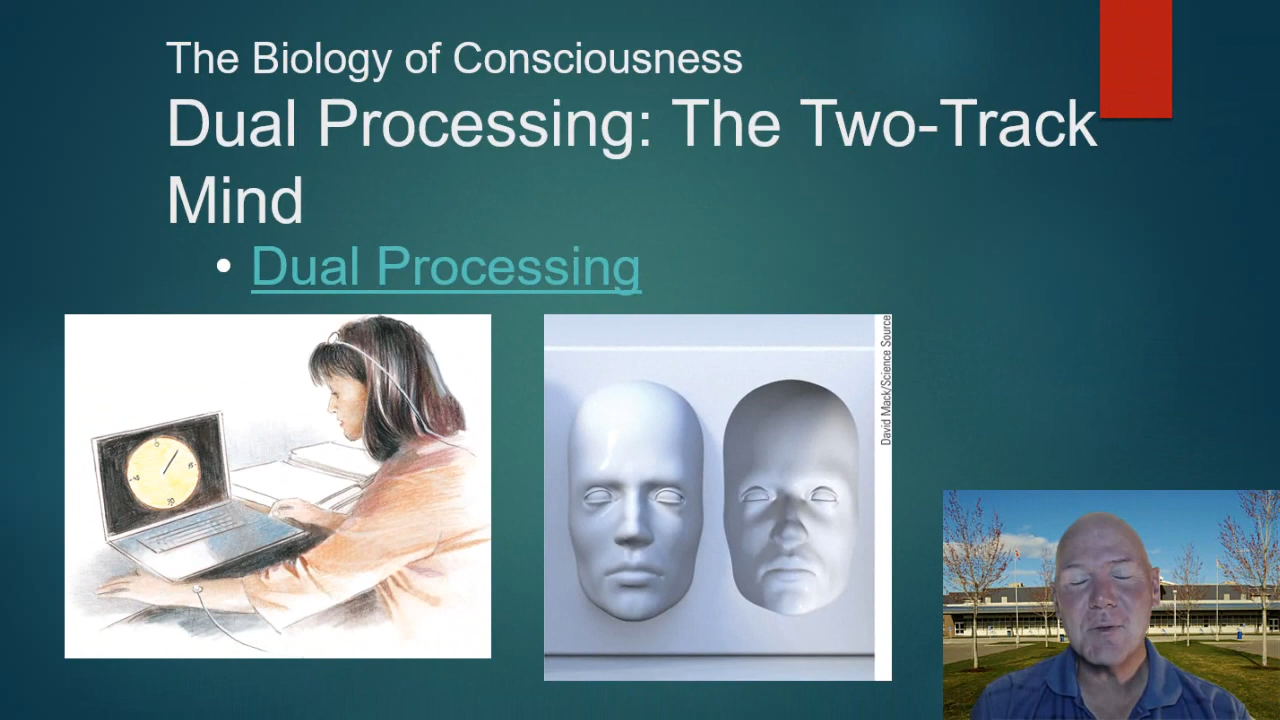 The Biology of Consciousness
Dual Processing: The Two-Track
Mind
• Dual Processing
David Mack/Science Source